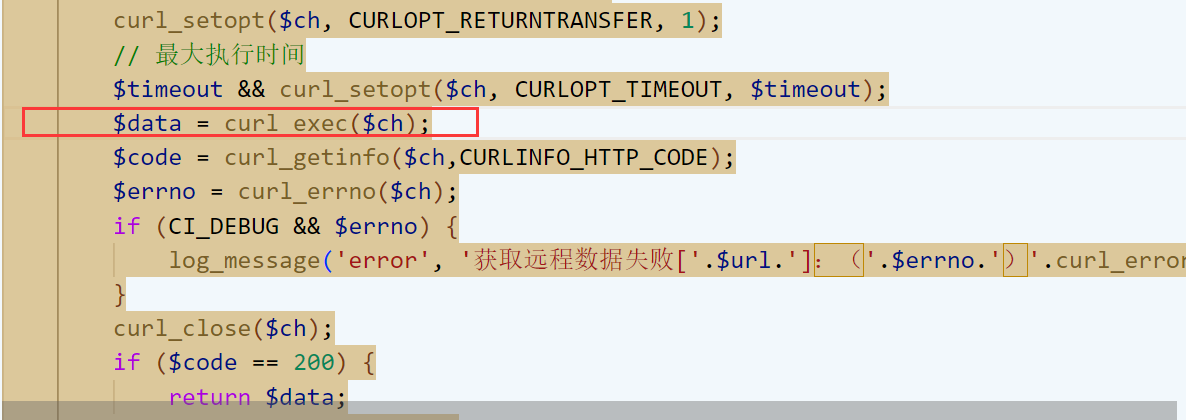 curl_setopt($ch, CURLOPT_RETURNTRANSFER, 1);
// 最大执行时间
$timeout && curl_setopt($ch, CURLOPT_TIMEOUT, $timeout);
$data = curl_exec($ch);
$code = curl_getinfo($ch,CURLINFO_HTTP_CODE);
$errno = curl_errno($ch);
if (CI_DEBUG && $errno) {
log_message('error', '获取远程数据失败['.$url.']：（'.$errno.'）'.curl_error
}
curl_close($ch);
if ($code == 200) {
return $data;